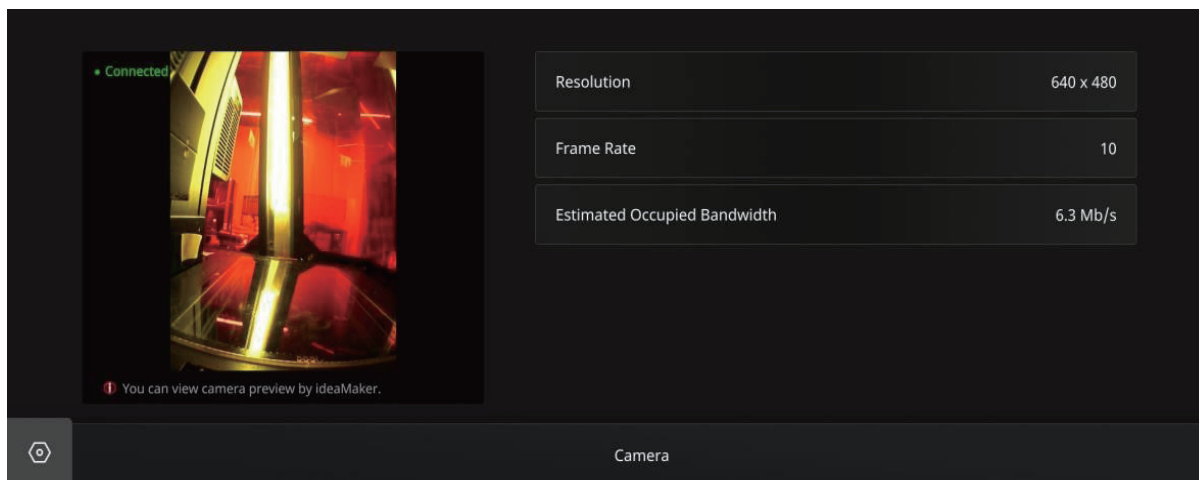 Connected
You can view camera preview by ideaMaker.
Resolution 640 x 480
Frame Rate 10
Estimated Occupied Bandwidth 6.3 Mb/s
Camera